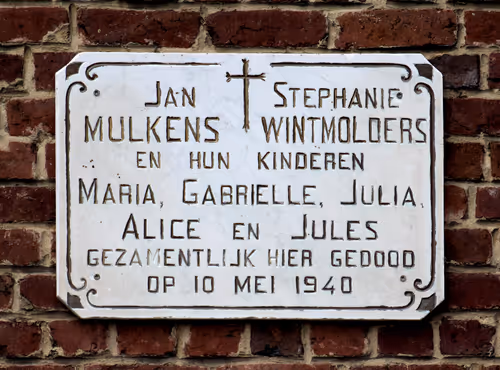 JAN STEPHANIE
MULKENS WINTMOLDERS
EN HUN KINDEREN
MARIA, GABRIELLE, JULIA,
ALICE EN JULES
GEZAMENTLIJK HIER GEDOOD
OP 10 MEI 1940